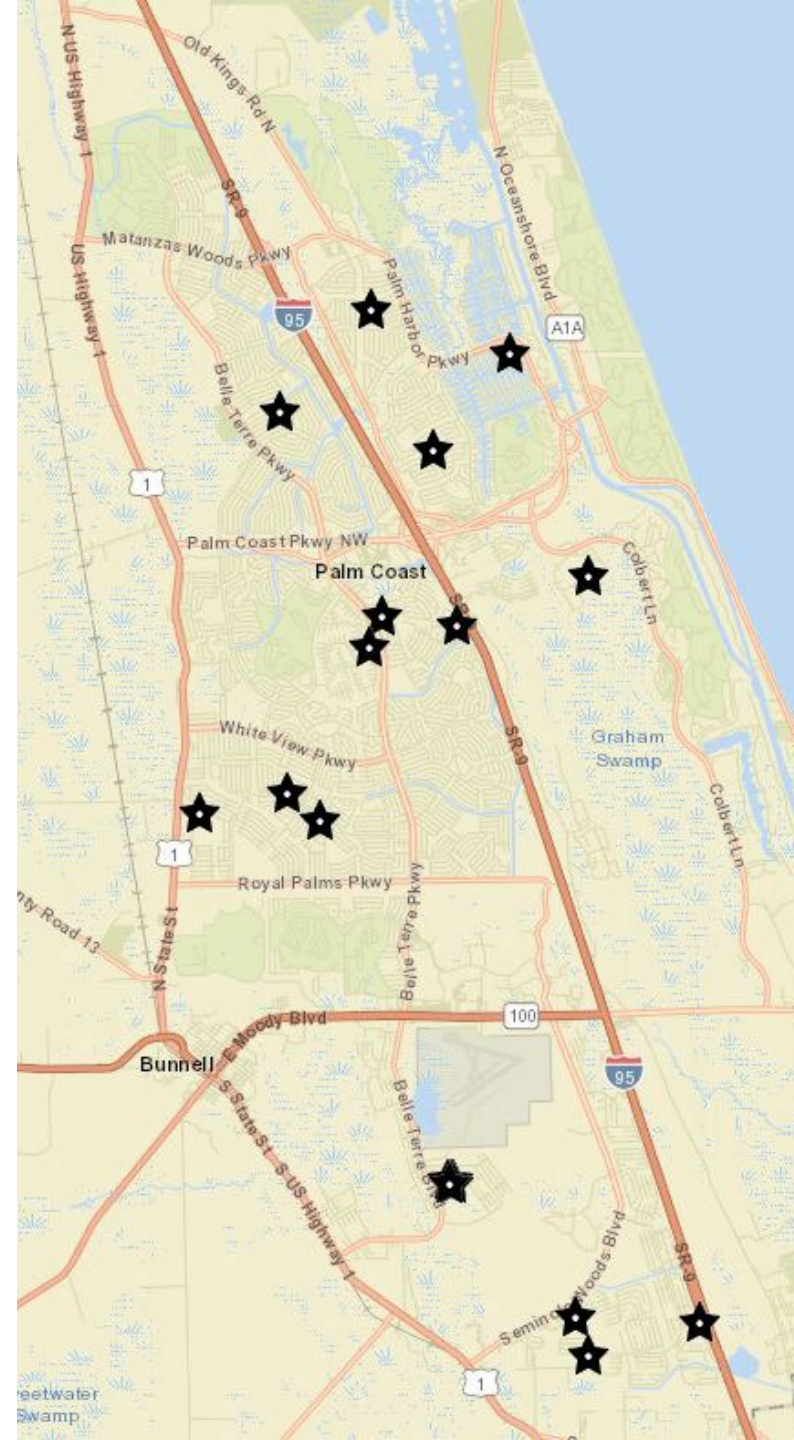 Old Kings Rd N
N US Highway 1
N Oceanshore Blvd
SR-9
Matanzas Woods Pkwy
US Highway 1
Palm Harbor Pkwy
95
A1A
Belle Terre Pkwy
1
Palm Coast Pkwy NW
Palm Coast
Colbert Ln
SR-9
Graham
Swamp
White View Pkwy
Colbert Ln
1
Royal Palms Pkwy
Belle Terre Pkwy
nty Road 13
N State St
100
E Moody Blvd
Bunnell
95
Belle Terre Blvd
S State St
S US Highway 1
Seminole Woods Blvd
SR-9
1
eetwater
Swamp